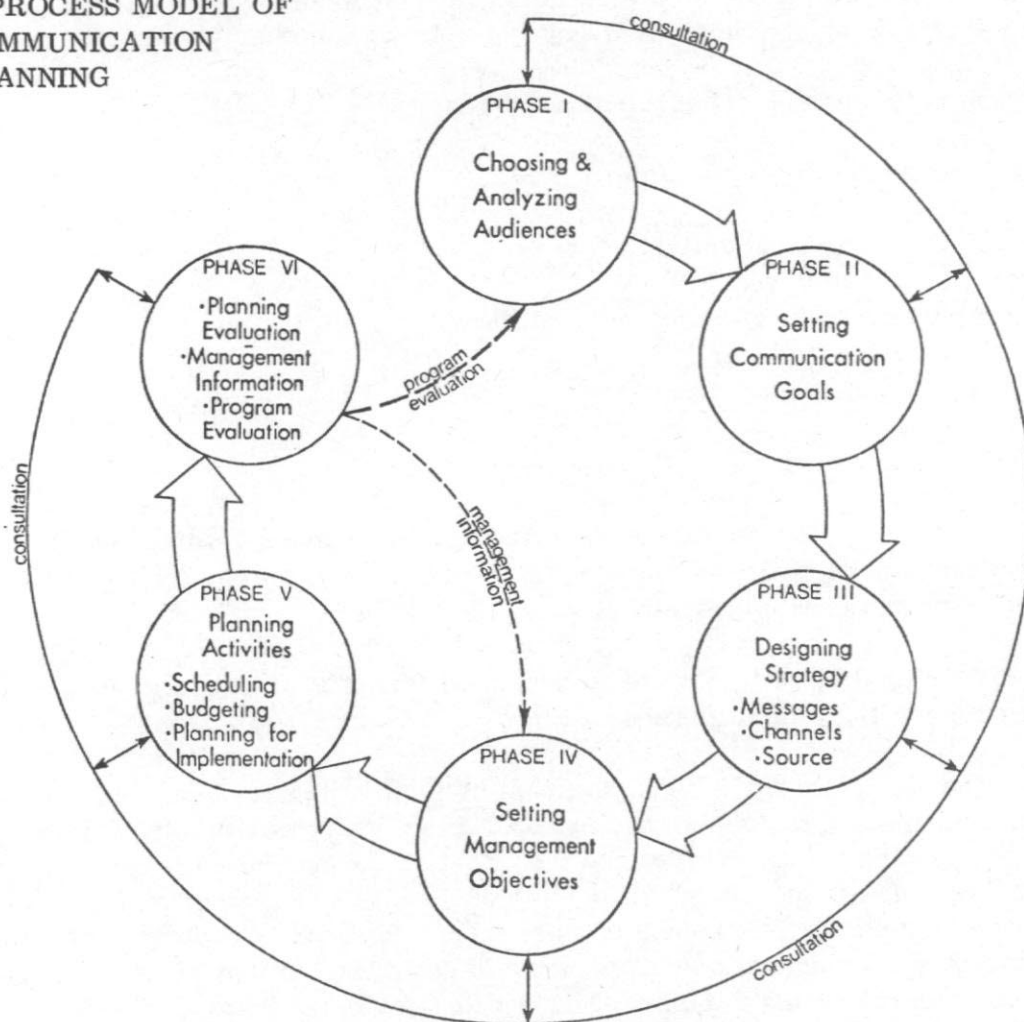 PROCESS MODEL OF
MMUNICATION
ANNING
consultation
PHASE I
Choosing &
Analyzing
Audiences
PHASE II
Setting
Communication
Goals
PHASE III
Designing
Strategy
·Messages
·Channels
·Source
PHASE IV
Setting
Management
Objectives
PHASE V
Planning
Activities
·Scheduling
·Budgeting
·Planning for
Implementation
PHASE VI
·Planning
Evaluation
·Management
Information
·Program
Evaluation
program
evaluation
management
information
consultation
consultation